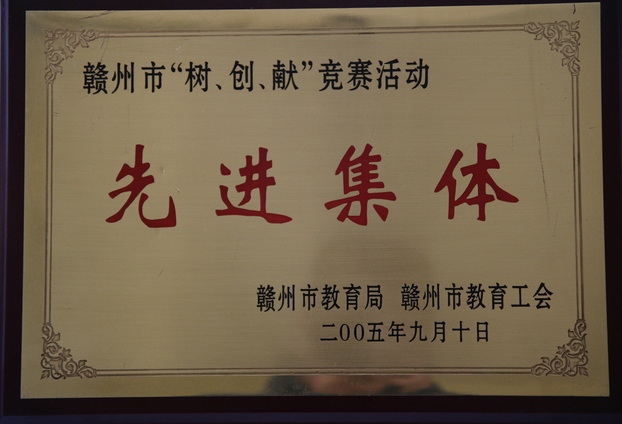 赣州市“树、创、献”竞赛活动
先进集体
赣州市教育局 赣州市教育工会
二00五年九月十日